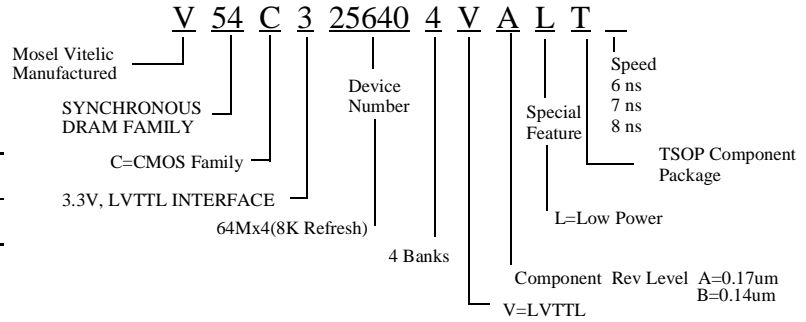 V 54 C 3 25640 4 V A L T
Mosel Vitelic
Manufactured
SYNCHRONOUS
DRAM FAMILY
C=CMOS Family
3.3V, LVTTL INTERFACE
Device
Number
64Mx4(8K Refresh)
4 Banks
Special
Feature
L=Low Power
Speed
6 ns
7 ns
8 ns
TSOP Component
Package
Component Rev Level A=0.17um
B=0.14um
V=LVTTL